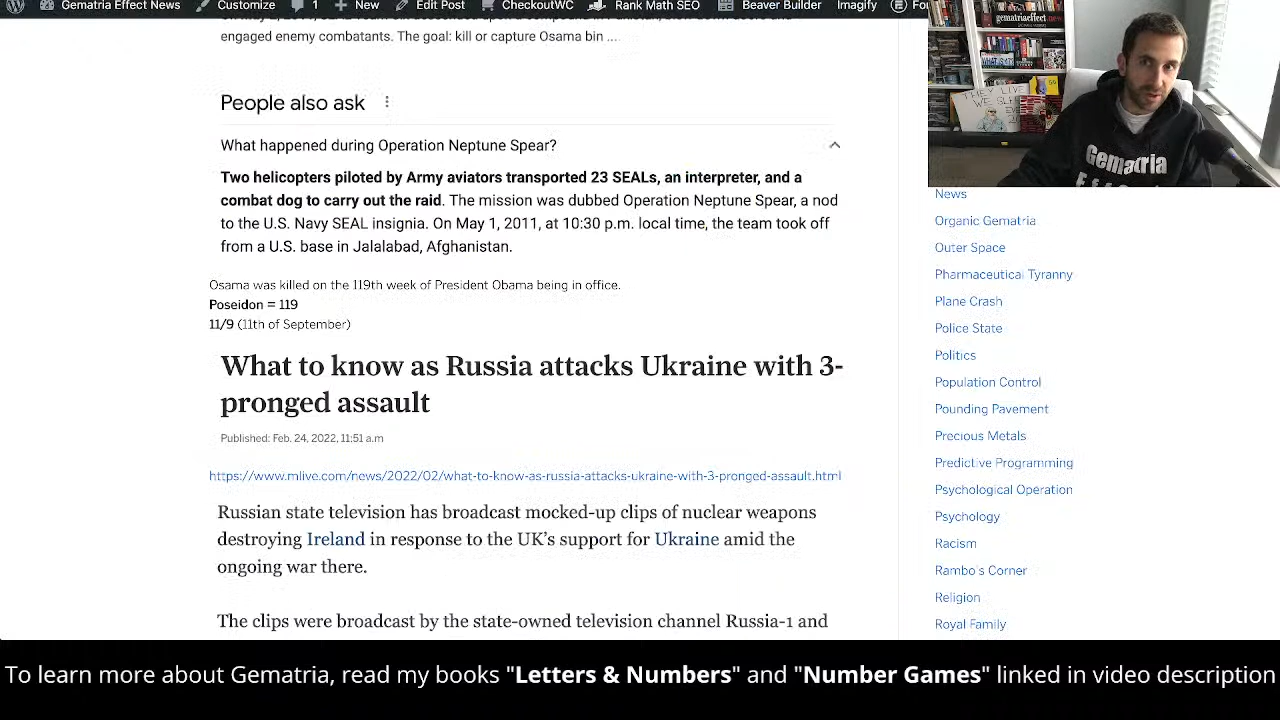 Gematria Effect News Customize 1 New Edit Post CheckoutWC Rank Math SEO Beaver Builder Imagify
engaged enemy combatants. The goal: kill or capture Osama bin ...
gematriaeffect.news
THEY LIVE
WE SL
People also ask
What happened during Operation Neptune Spear?
Two helicopters piloted by Army aviators transported 23 SEALs, an interpreter, and a
combat dog to carry out the raid. The mission was dubbed Operation Neptune Spear, a nod
to the U.S. Navy SEAL insignia. On May 1, 2011, at 10:30 p.m. local time, the team took off
from a U.S. base in Jalalabad, Afghanistan.
Osama was killed on the 119th week of President Obama being in office.
Poseidon = 119
11/9 (11th of September)
What to know as Russia attacks Ukraine with 3-
pronged assault
Published: Feb. 24, 2022, 11:51 a.m
https://www.mlive.com/news/2022/02/what-to-know-as-russia-attacks-ukraine-with-3-pronged-assault.html
Russian state television has broadcast mocked-up clips of nuclear weapons
destroying Ireland in response to the UK's support for Ukraine amid the
ongoing war there.
The clips were broadcast by the state-owned television channel Russia-1 and
Gematria
News
Organic Gematria
Outer Space
Pharmaceutical Tyranny
Plane Crash
Police State
Politics
Population Control
Pounding Pavement
Precious Metals
Predictive Programming
Psychological Operation
Psychology
Racism
Rambo's Corner
Religion
Royal Family
To learn more about Gematria, read my books "Letters & Numbers" and "Number Games" linked in video description